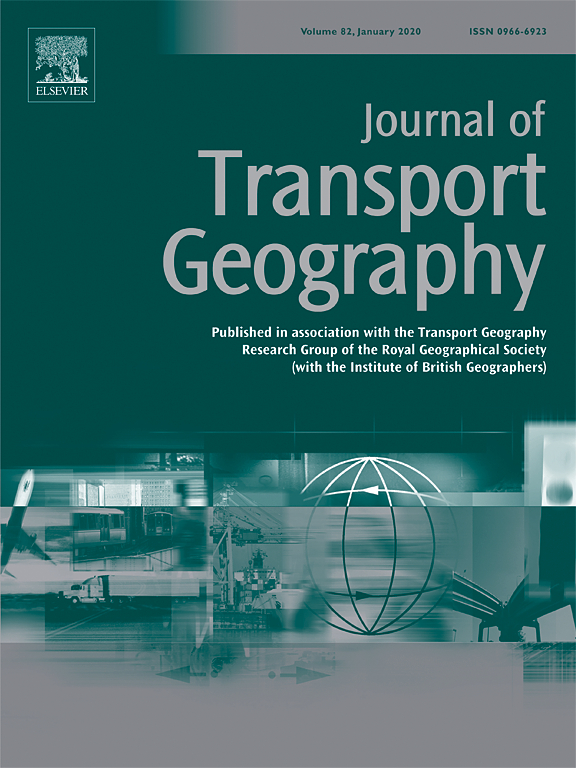 Volume 82, January 2020 ISSN 0966-6923
ELSEVIER
Journal of
Transport
Geography
Published in association with the Transport Geography
Research Group of the Royal Geographical Society
(with the Institute of British Geographers)